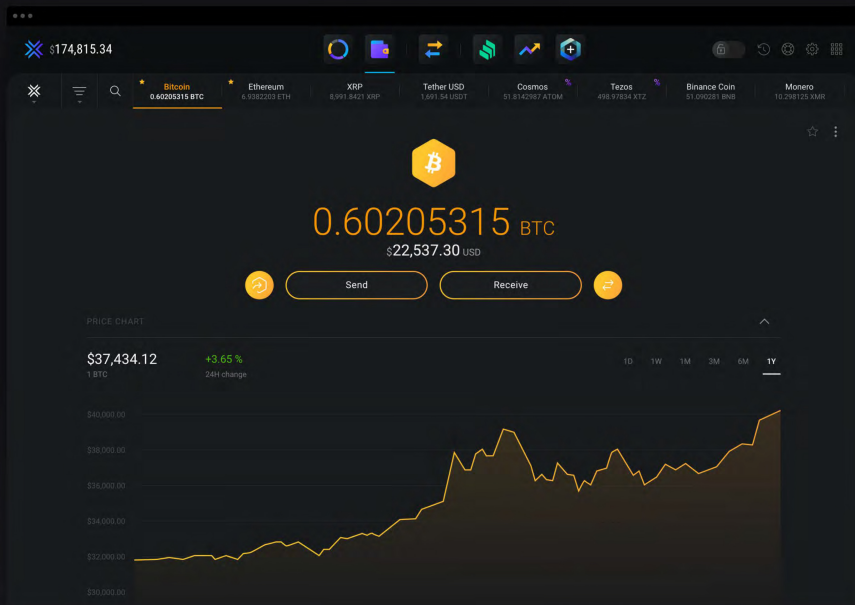 $174,815.34
Bitcoin
0.60205315 BTC
Ethereum
6.9382203 ETH
XRP
8,991.8421 XRP
Tether USD
1,691.54 USDT
Cosmos
51.8142987 ATOM
Tezos
498.97834 XTZ
Binance Coin
51.090281 BNB
Monero
10.298125 XMR
0.60205315 BTC
$22,537.30 USD
Send
Receive
PRICE CHART
$37,434.12
1 BTC
+3.65 %
24H change
1D 1W 1M 3M 6M 1Y
$40,000.00
$38,000.00
$36,000.00
$34,000.00
$32,000.00
$30,000.00